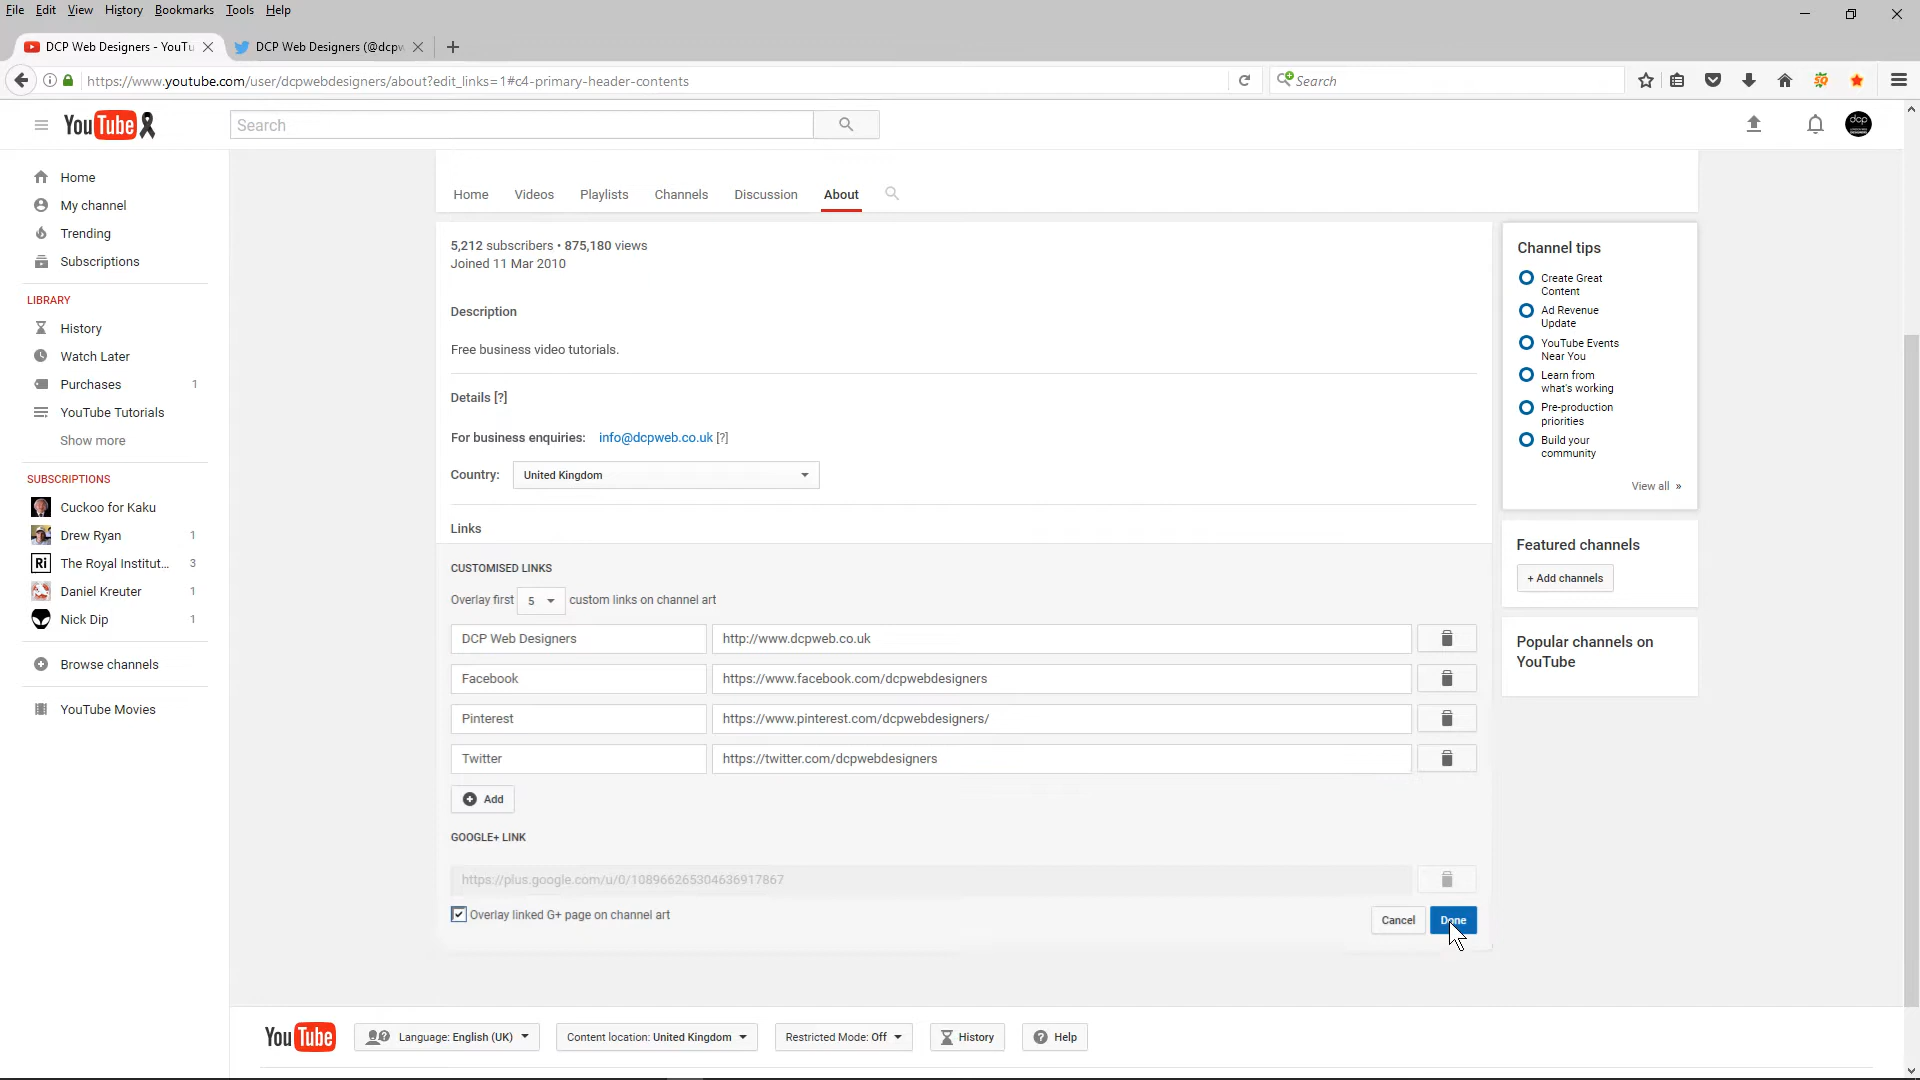 File Edit View History Bookmarks Tools Help
DCP Web Designers - YouTu
DCP Web Designers (@dcpw
https://www.youtube.com/user/dcpwebdesigners/about?edit_links=1#c4-primary-header-contents
Search
YouTube
Search
dcp
Home
My channel
Trending
Subscriptions
LIBRARY
History
Watch Later
Purchases 1
YouTube Tutorials
Show more
SUBSCRIPTIONS
Cuckoo for Kaku
Drew Ryan 1
Ri The Royal Institut... 3
Daniel Kreuter 1
Nick Dip 1
Browse channels
YouTube Movies
Home Videos Playlists Channels Discussion About
5,212 subscribers • 875,180 views
Joined 11 Mar 2010
Description
Free business video tutorials.
Details [?]
For business enquiries: info@dcpweb.co.uk [?]
Country: United Kingdom
Links
CUSTOMISED LINKS
Overlay first 5 custom links on channel art
DCP Web Designers http://www.dcpweb.co.uk
Facebook https://www.facebook.com/dcpwebdesigners
Pinterest https://www.pinterest.com/dcpwebdesigners/
Twitter https://twitter.com/dcpwebdesigners
Add
GOOGLE+ LINK
https://plus.google.com/u/0/108966265304636917867
Overlay linked G+ page on channel art
Cancel Done
Channel tips
Create Great
Content
Ad Revenue
Update
YouTube Events
Near You
Learn from
what's working
Pre-production
priorities
Build your
community
View all »
Featured channels
+ Add channels
Popular channels on
YouTube
YouTube Language: English (UK) Content location: United Kingdom Restricted Mode: Off History Help